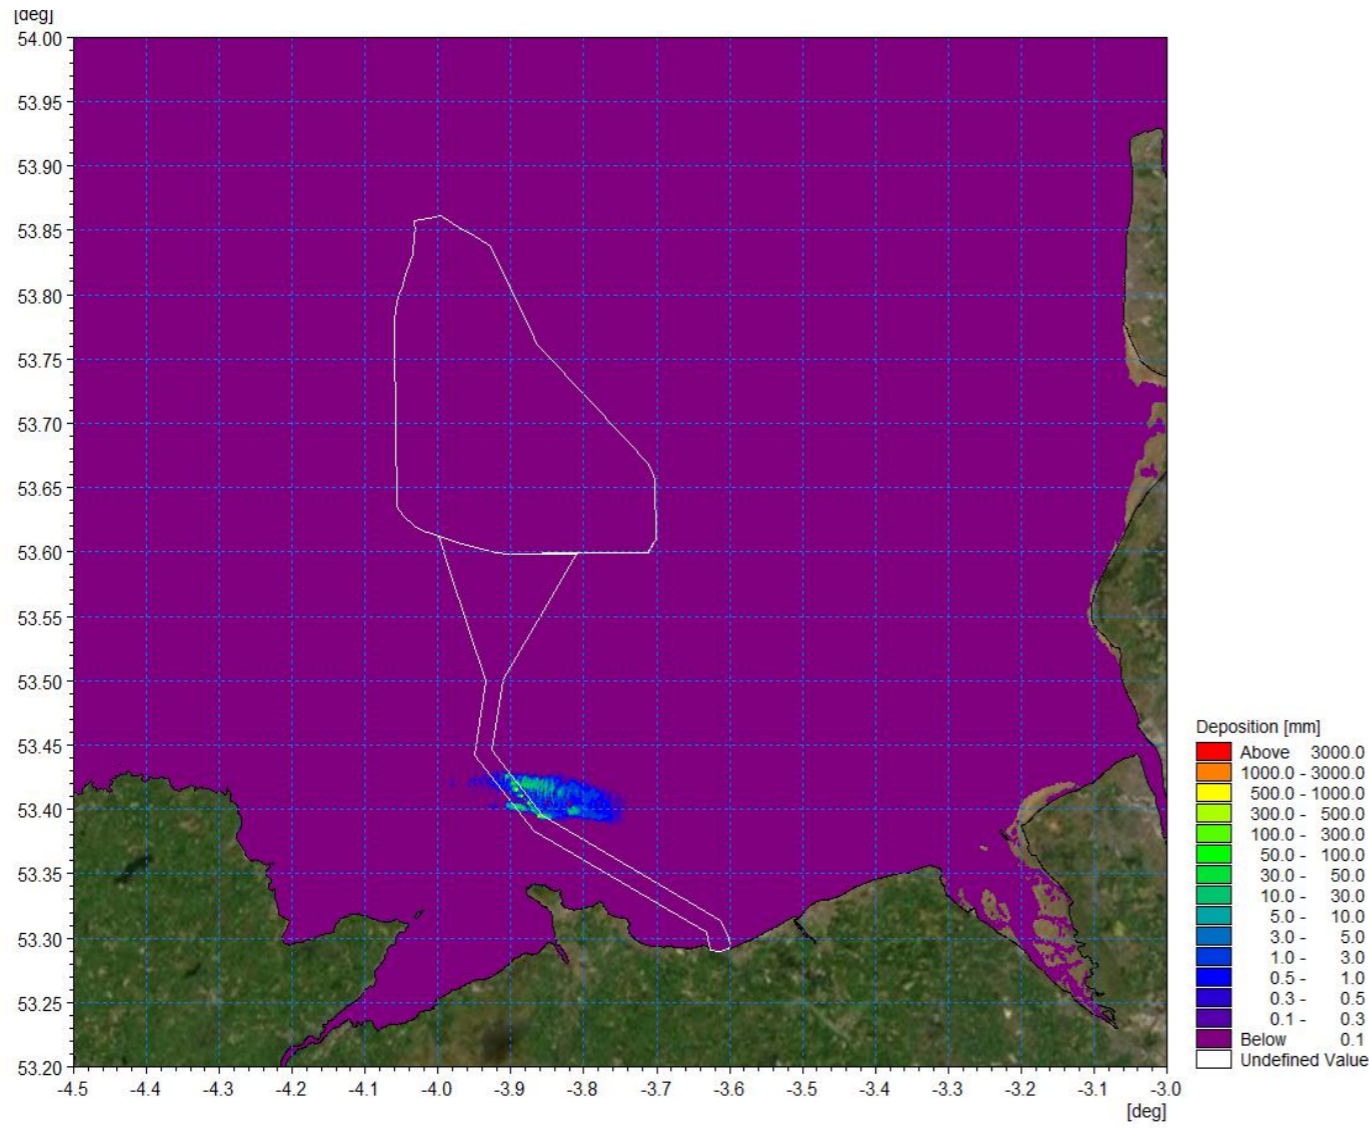 [deg]
54.00
53.95
53.90
53.85
53.80
53.75
53.70
53.65
53.60
53.55
53.50
53.45
53.40
53.35
53.30
53.25
53.20
-4.5 -4.4 -4.3 -4.2 -4.1 -4.0 -3.9 -3.8 -3.7 -3.6 -3.5 -3.4 -3.3 -3.2 -3.1 -3.0
[deg]
Deposition [mm]
Above 3000.0
1000.0 - 3000.0
500.0 - 1000.0
300.0 - 500.0
100.0 - 300.0
50.0 - 100.0
30.0 - 50.0
10.0 - 30.0
5.0 - 10.0
3.0 - 5.0
1.0 - 3.0
0.5 - 1.0
0.3 - 0.5
0.1 - 0.3
Below 0.1
Undefined Value